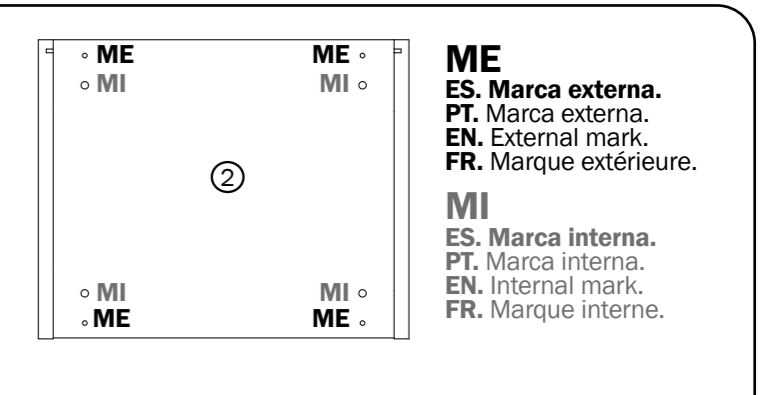 ME ME
MI MI
2
MI MI
ME ME
ME
ES. Marca externa.
PT. Marca externa.
EN. External mark.
FR. Marque extérieure.
MI
ES. Marca interna.
PT. Marca interna.
EN. Internal mark.
FR. Marque interne.